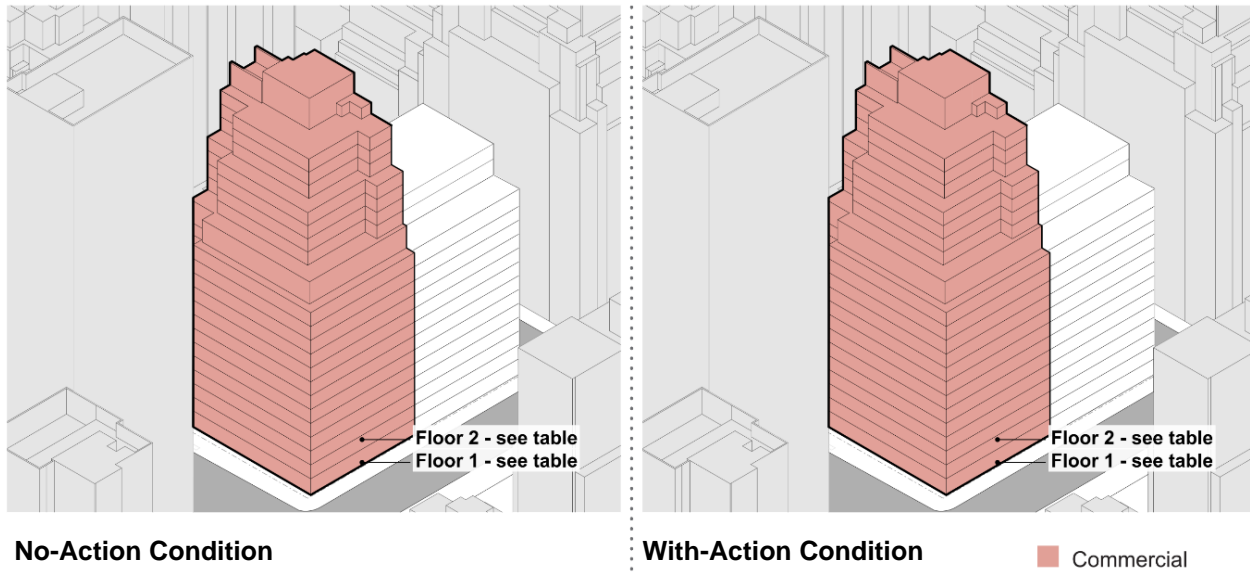 Floor 2 - see table
Floor 1 - see table
Floor 2 - see table
Floor 1 - see table
No-Action Condition
With-Action Condition
Commercial